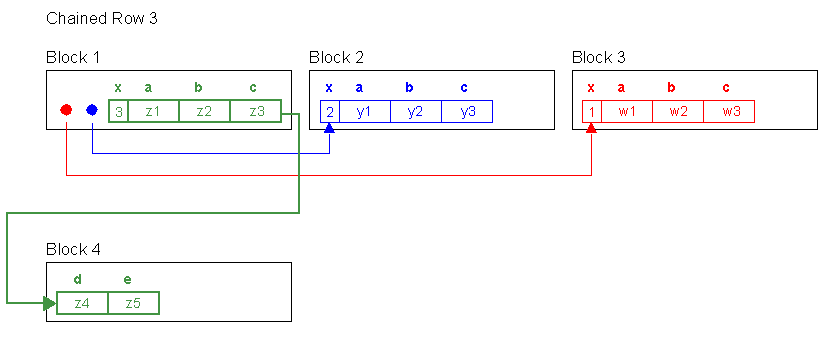 Chained Row 3
Block 1
Block 2
Block 3
x a b c
x a b c
x a b c
3 z1 z2 z3
2 y1 y2 y3
1 w1 w2 w3
Block 4
d e
z4 z5